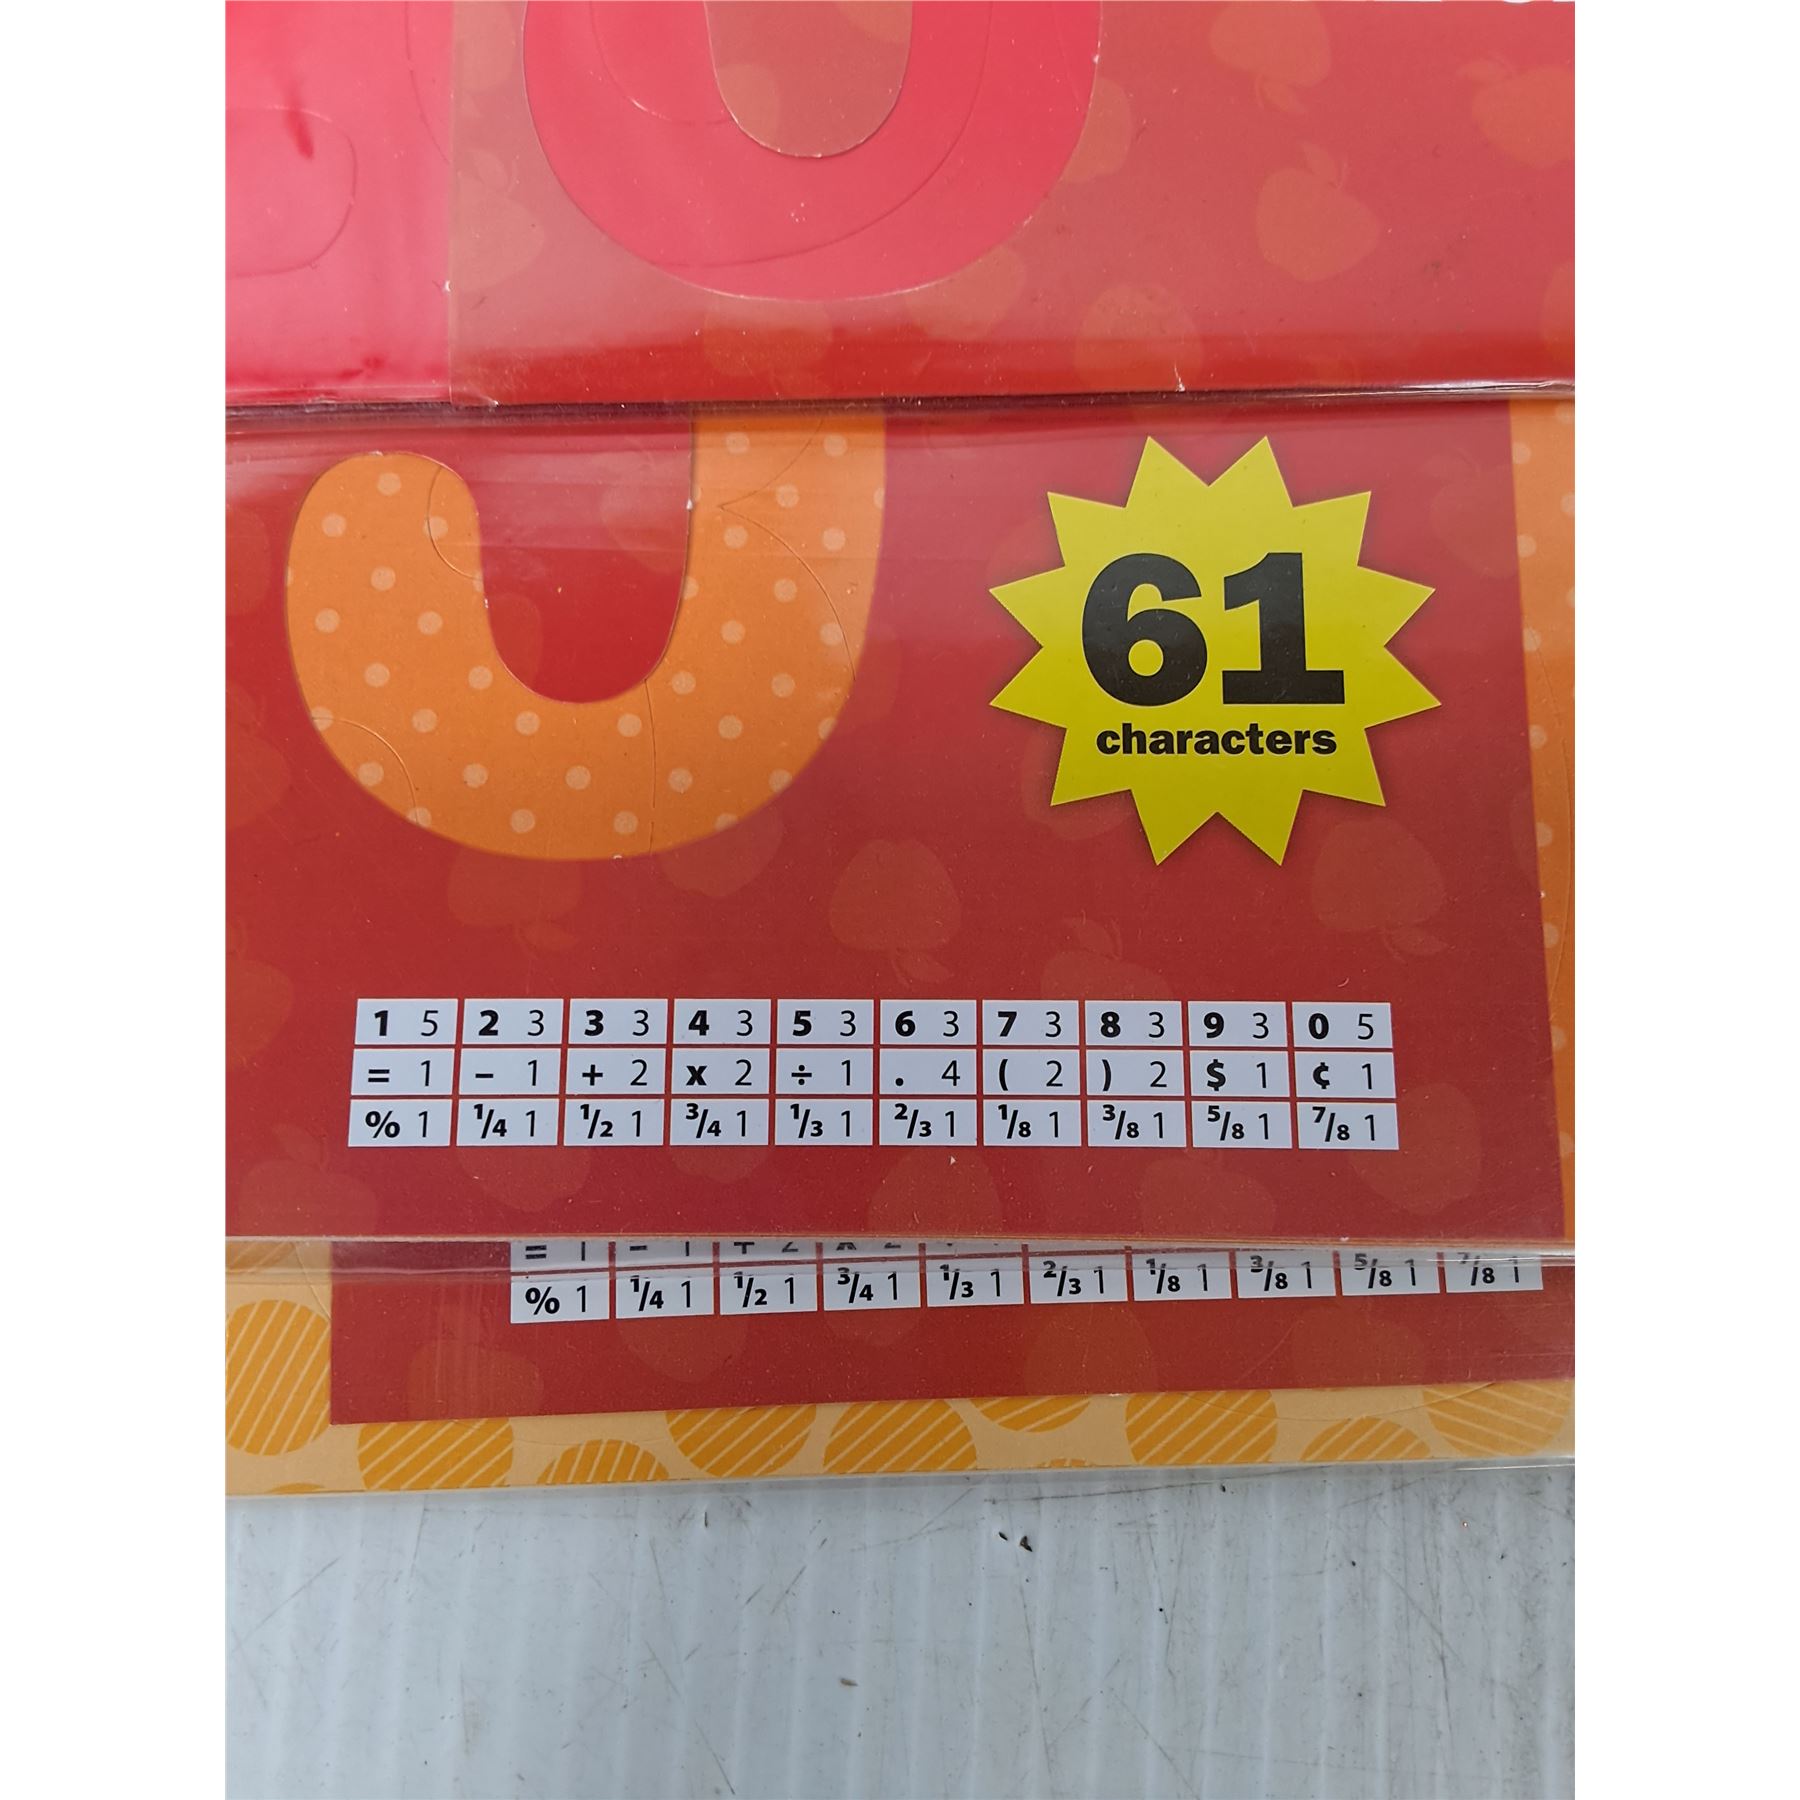 61
characters
1 5 2 3 3 3 4 3 5 3 6 3 7 3 8 3 9 3 0 5
= 1 − 1 + 2 x 2 ÷ 1 . 4 ( 2 ) 2 $ 1 ¢ 1
% 1 1/4 1 1/2 1 3/4 1 1/3 1 2/3 1 1/8 1 3/8 1 5/8 1 7/8 1
= 1 − 1 + 2 x 2
% 1 1/4 1 1/2 1 3/4 1 1/3 1 2/3 1 1/8 1 3/8 1 5/8 1 7/8 1